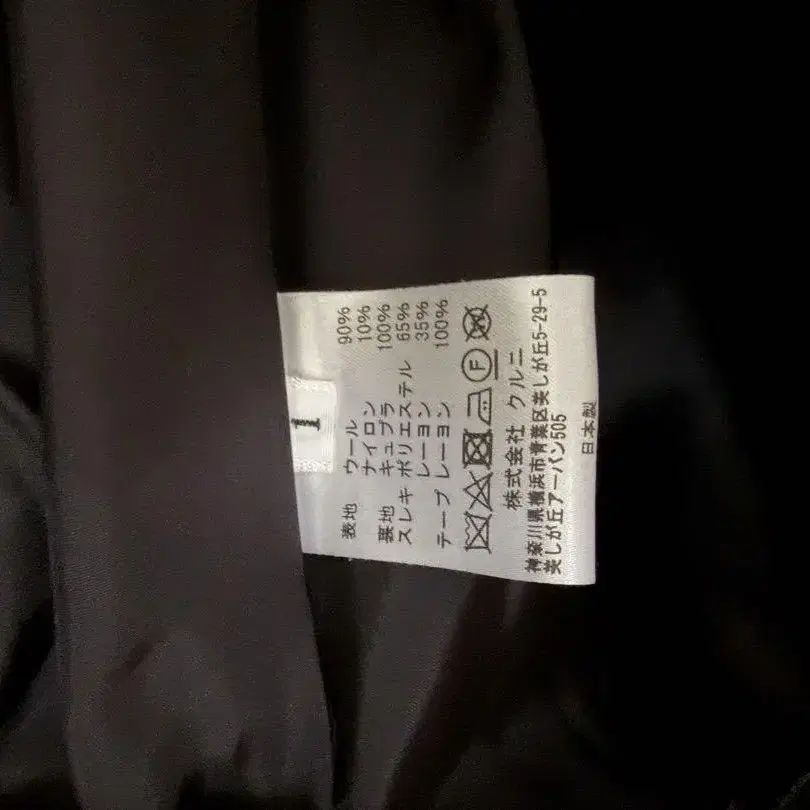 1
表地 ウール 90%
ナイロン 10%
裏地 キュプラ 100%
スレキ ポリエステル 65%
レーヨン 35%
テープ レーヨン 100%
F
株式会社 クルニ
神奈川県横浜市青葉区美しが丘5-29-5
美しが丘アーバン505
日本製